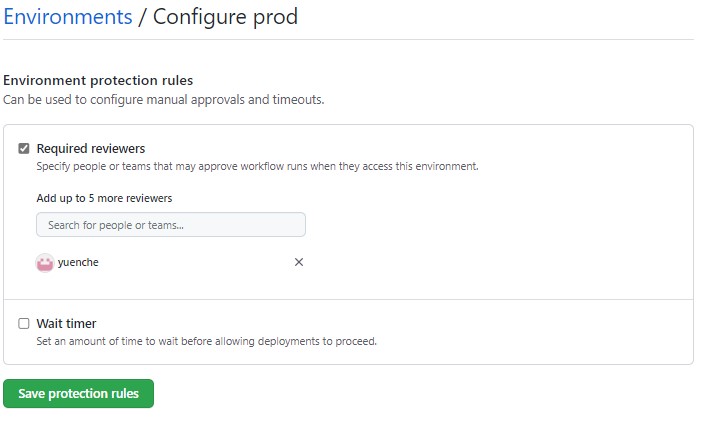 Environments / Configure prod
Environment protection rules
Can be used to configure manual approvals and timeouts.
Required reviewers
Specify people or teams that may approve workflow runs when they access this environment.
Add up to 5 more reviewers
Search for people or teams...
yuenche
Wait timer
Set an amount of time to wait before allowing deployments to proceed.
Save protection rules